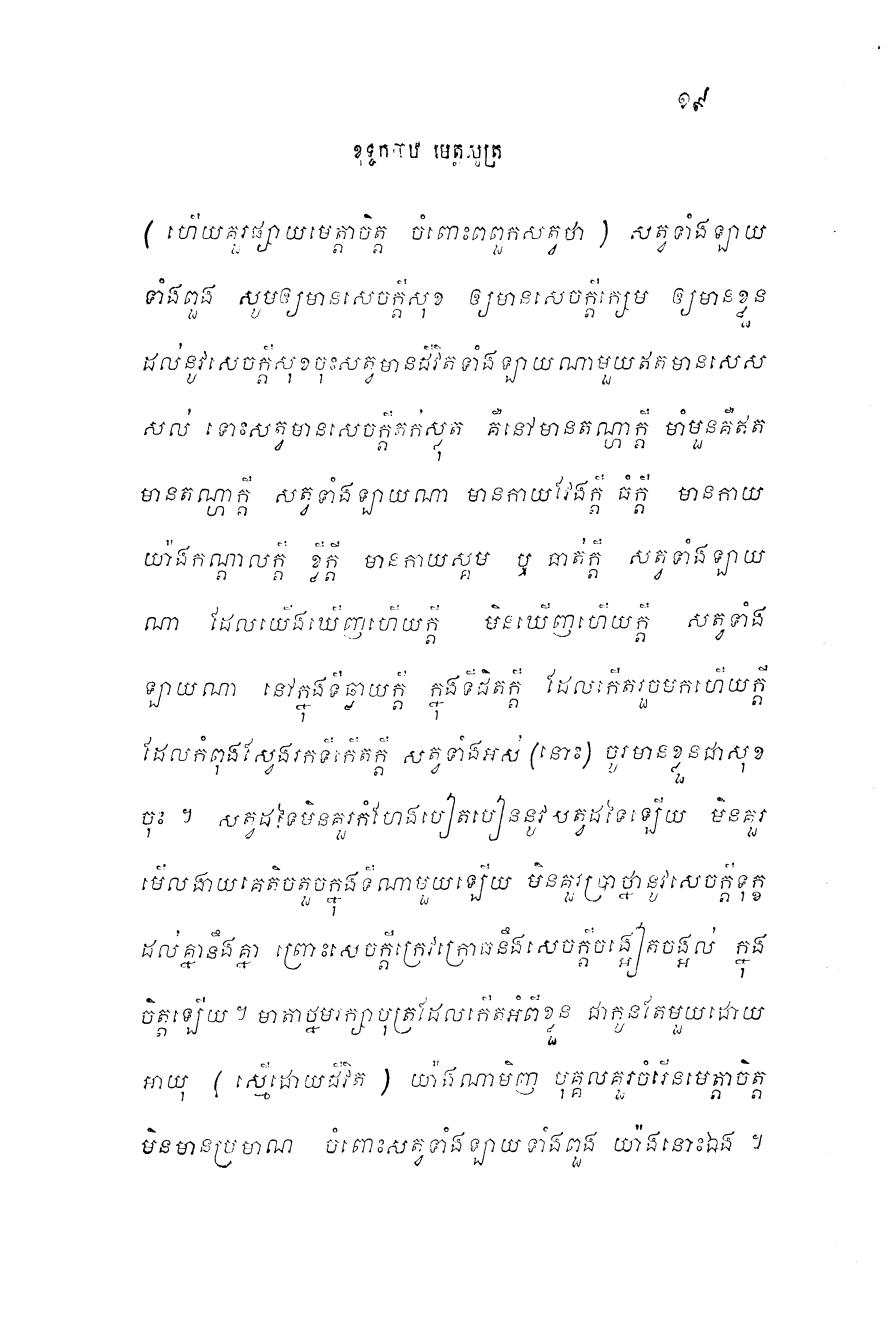 ១៩
ខុទ្ទកបាឋ មេត្តសូត្រ
( ហើយគួរផ្សាយមេត្តាចិត្ត ចំពោះពពួកសត្វថា ) សត្វទាំងឡាយ
ទាំងពួង សូមឲ្យមានសេចក្តីសុខ ឲ្យមានសេចក្តីក្សេម ឲ្យមានខ្លួន
ដល់នូវសេចក្តីសុខចុះសត្វមានជីវិតទាំងឡាយណាមួយឥតមានសេស
សល់ ទោះសត្វមានសេចក្តីតក់ស្លុត គឺនៅមានតណ្ហាក្តី មាំមួនគឺឥត
មានតណ្ហាក្តី សត្វទាំងឡាយណា មានកាយវែងក្តី ធំក្តី មានកាយ
យ៉ាងកណ្តាលក្តី ខ្លីក្តី មានកាយស្គម ឬ ធាត់ក្តី សត្វទាំងឡាយ
ណា ដែលយើងឃើញហើយក្តី មិនឃើញហើយក្តី សត្វទាំង
ឡាយណា នៅក្នុងទីឆ្ងាយក្តី ក្នុងទីជិតក្តី ដែលកើតរួចមកហើយក្តី
ដែលកំពុងស្វែងរកទីកើតក្តី សត្វទាំងអស់ (នោះ) ចូរមានខ្លួនជាសុខ
ចុះ ។ សត្វដទៃមិនគួរកំហែងបៀតបៀននូវសត្វដទៃឡើយ មិនគួរ
មើលងាយគេតិចតួចក្នុងទីណាមួយឡើយ មិនគួរប្រាថ្នានូវសេចក្តីទុក្ខ
ដល់គ្នានឹងគ្នា ព្រោះសេចក្តីក្រេវក្រោធនឹងសេចក្តីចង្អៀតចង្អល់ ក្នុង
ចិត្តឡើយ ។ មាតាថ្នមរក្សាបុត្រដែលកើតអំពីខ្លួន ជាកូនតែមួយដោយ
អាយុ ( ស្មើដោយជីវិត ) យ៉ាងណាមិញ បុគ្គលគួរចំរើនមេត្តាចិត្ត
មិនមានប្រមាណ ចំពោះសត្វទាំងឡាយទាំងពួង យ៉ាងនោះឯង ។